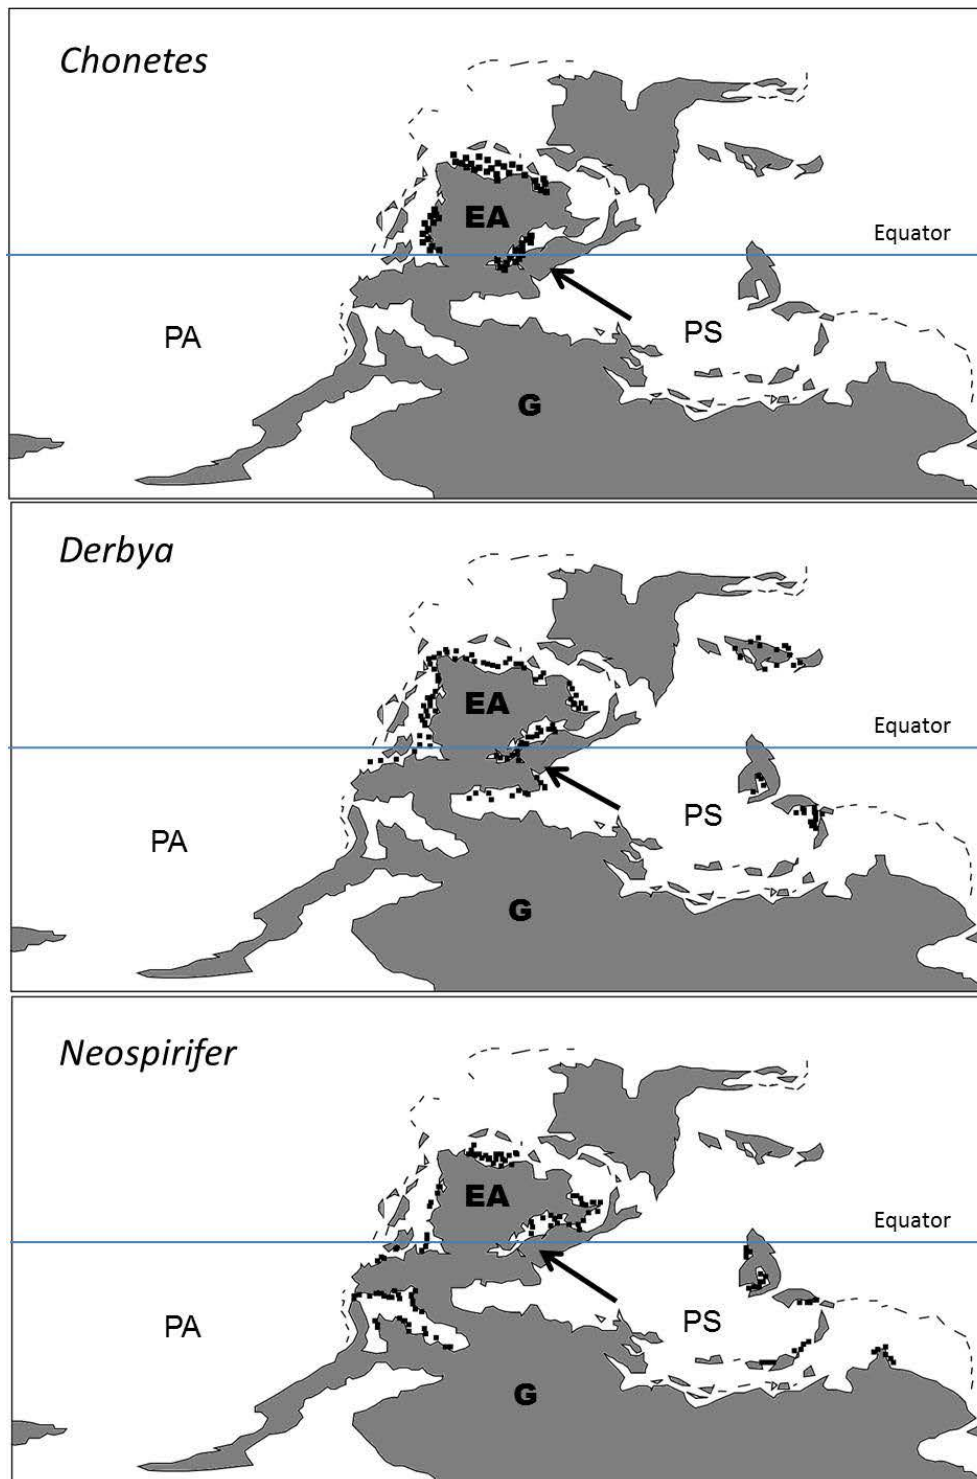 Chonetes
EA
Equator
PA
PS
G
Derbya
EA
Equator
PA
PS
G
Neospirifer
EA
Equator
PA
PS
G